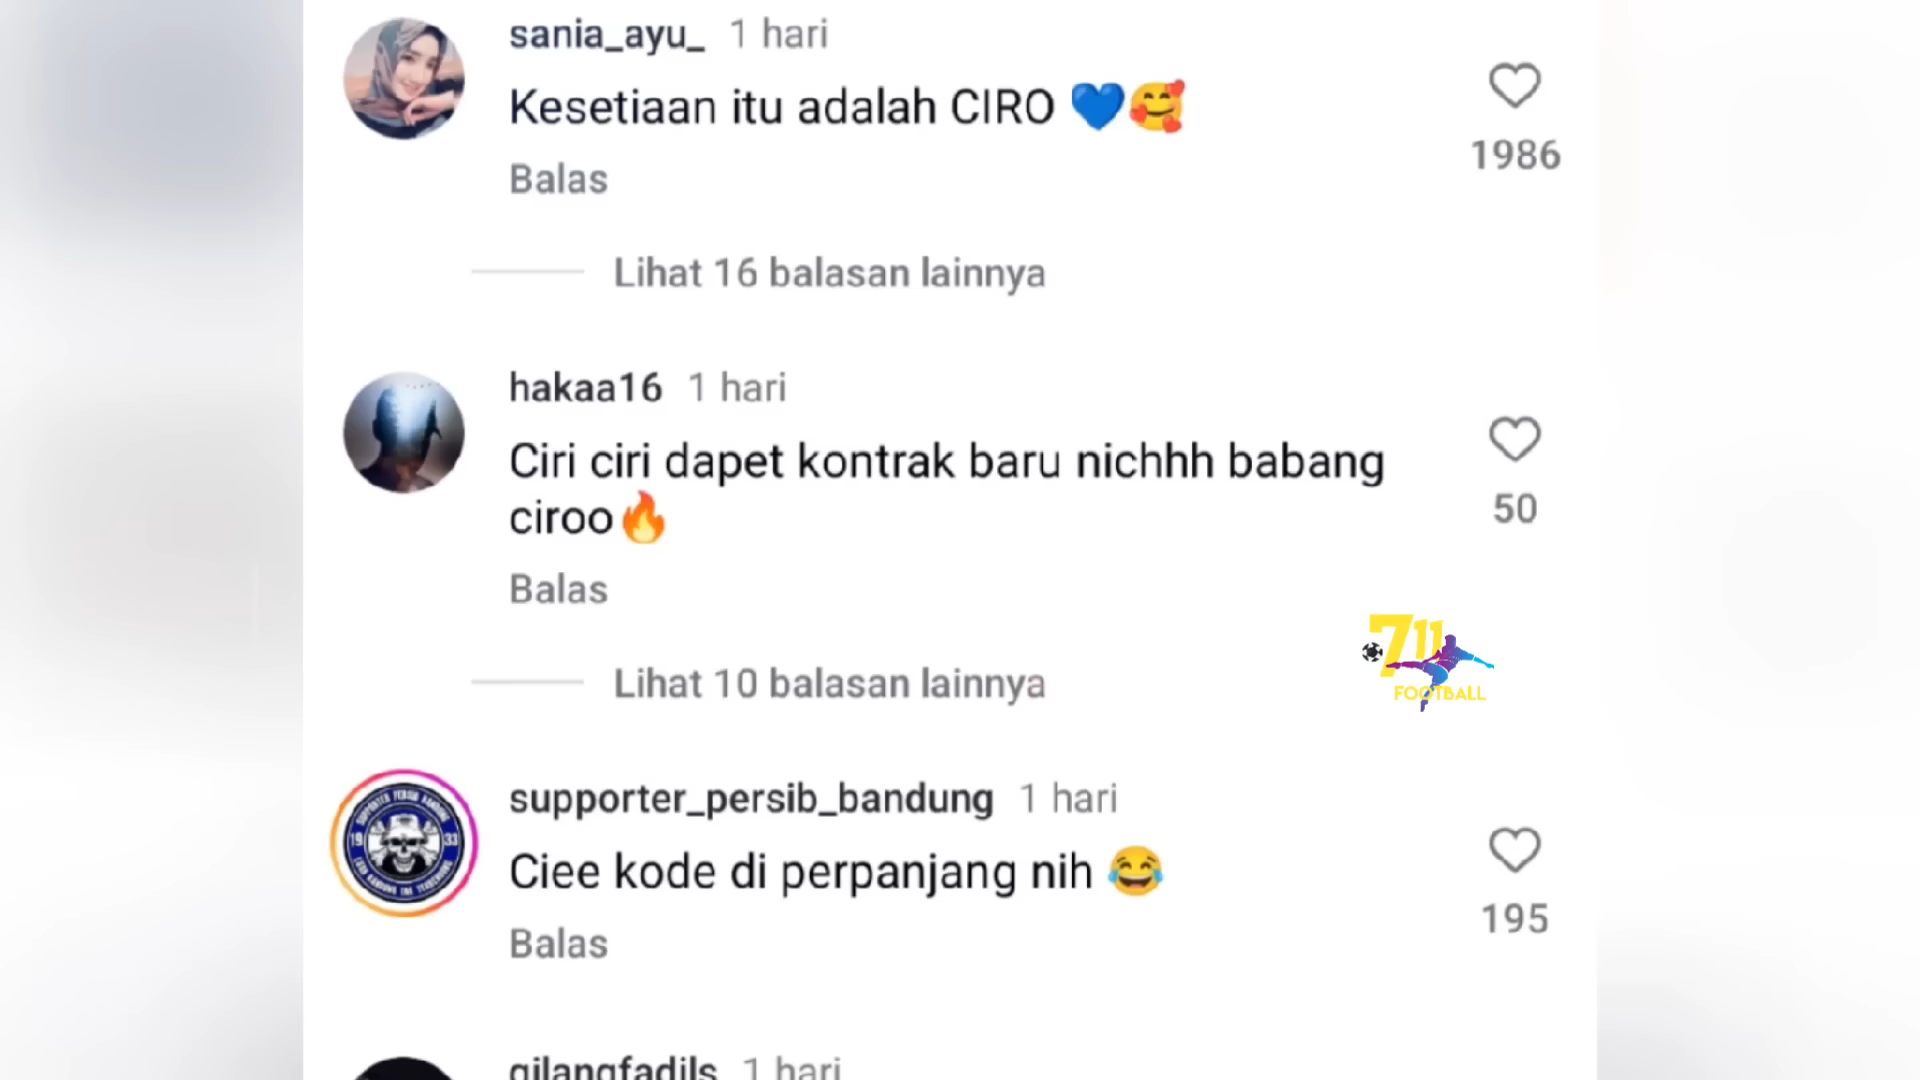 sania_ayu_ 1 hari
Kesetiaan itu adalah CIRO 💙🥰
1986
Balas
Lihat 16 balasan lainnya
hakaa16 1 hari
Ciri ciri dapet kontrak baru nichhh babang
ciroo🔥
50
Balas
711
FOOTBALL
Lihat 10 balasan lainnya
supporter_persib_bandung 1 hari
Ciee kode di perpanjang nih 😂
195
Balas
gilangfadils 1 hari